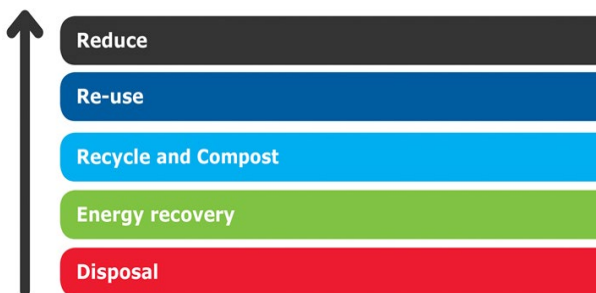 Reduce
Re-use
Recycle and Compost
Energy recovery
Disposal